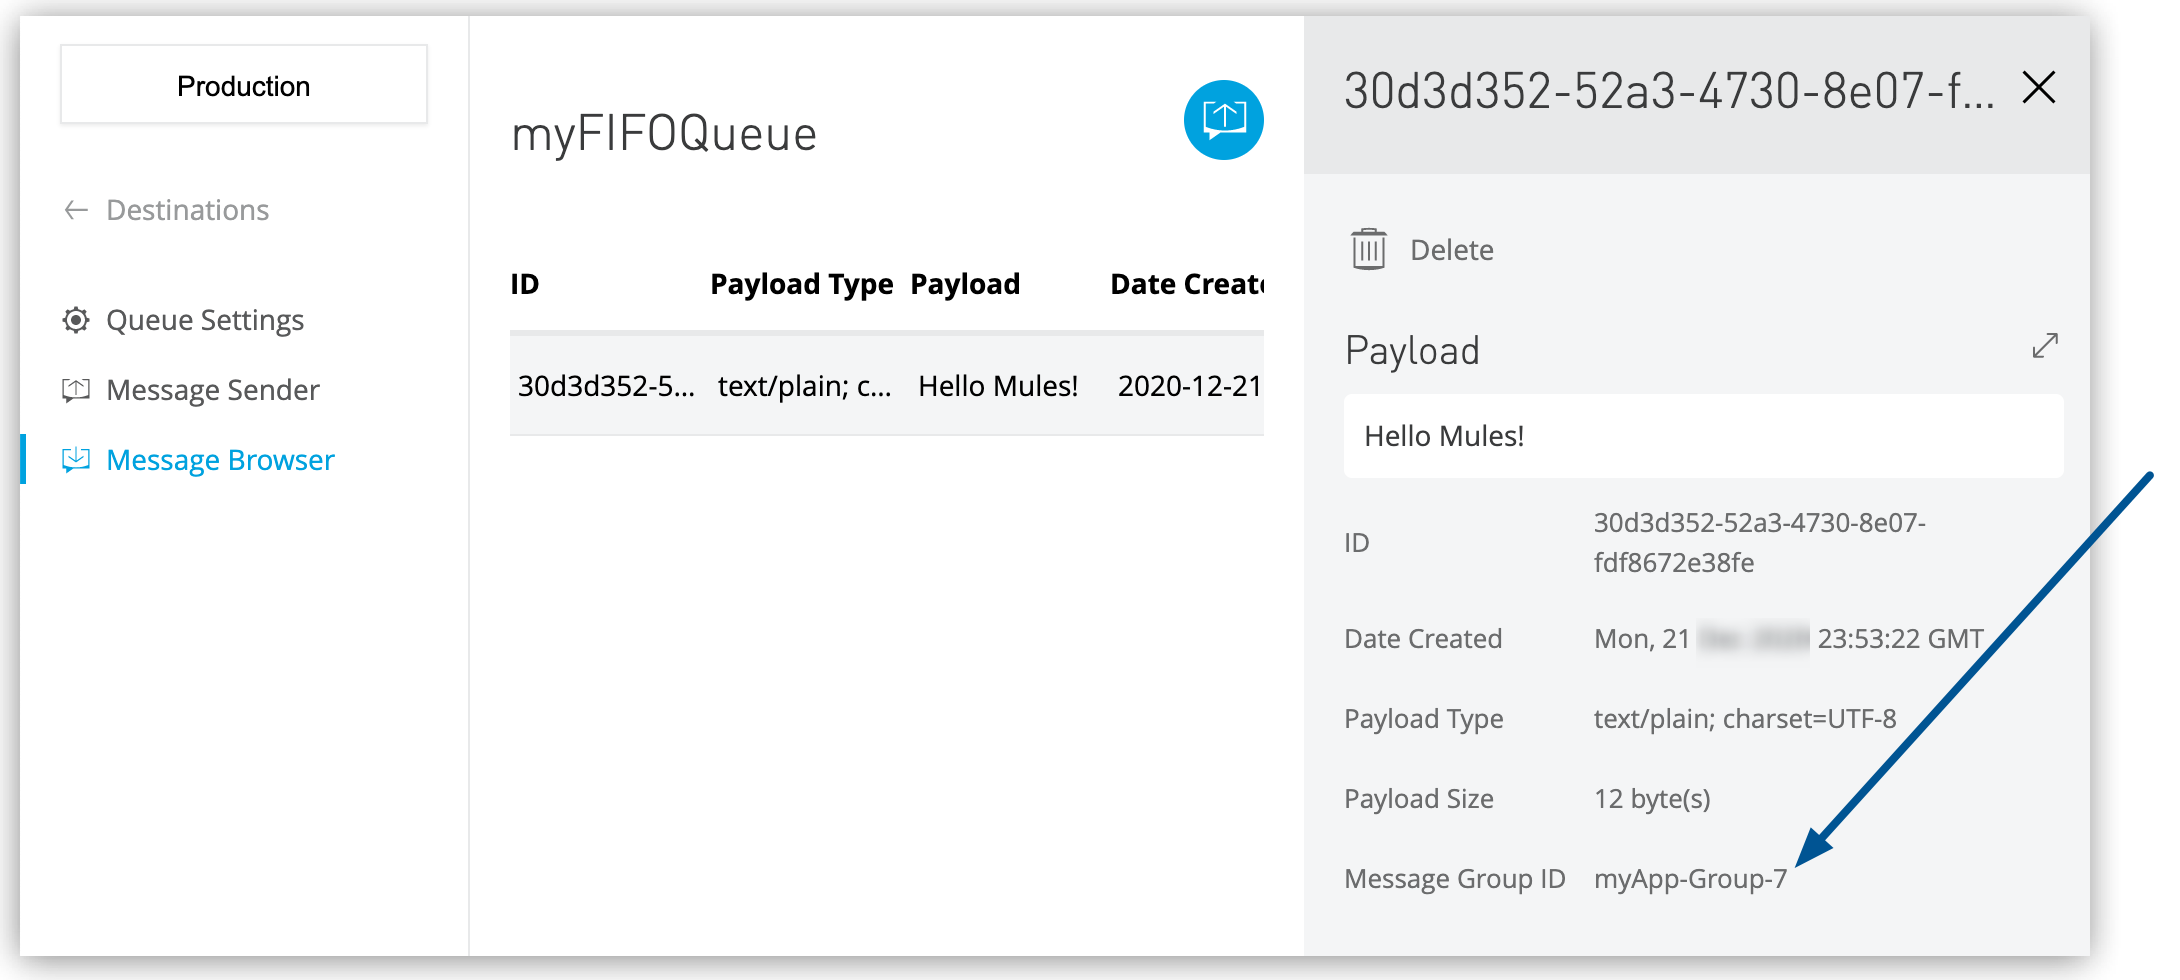 Production
Destinations
Queue Settings
Message Sender
Message Browser
myFIFOQueue
ID Payload Type Payload Date Create
30d3d352-5... text/plain; c... Hello Mules! 2020-12-21
30d3d352-52a3-4730-8e07-f...
Delete
Payload
Hello Mules!
ID 30d3d352-52a3-4730-8e07-
fdf8672e38fe
Date Created Mon, 21 23:53:22 GMT
Payload Type text/plain; charset=UTF-8
Payload Size 12 byte(s)
Message Group ID myApp-Group-7